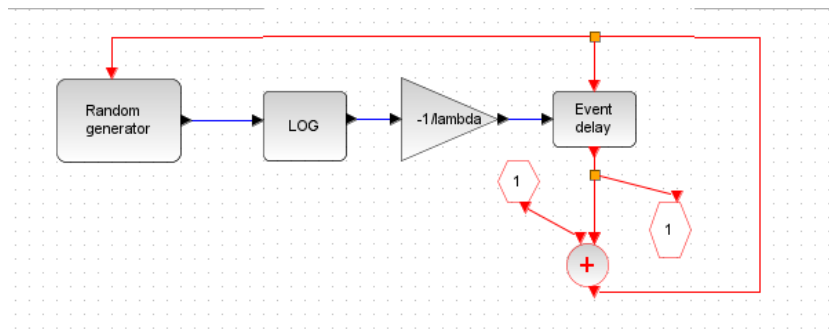 Random
generator
LOG
-1/lambda
Event
delay
1
1
+